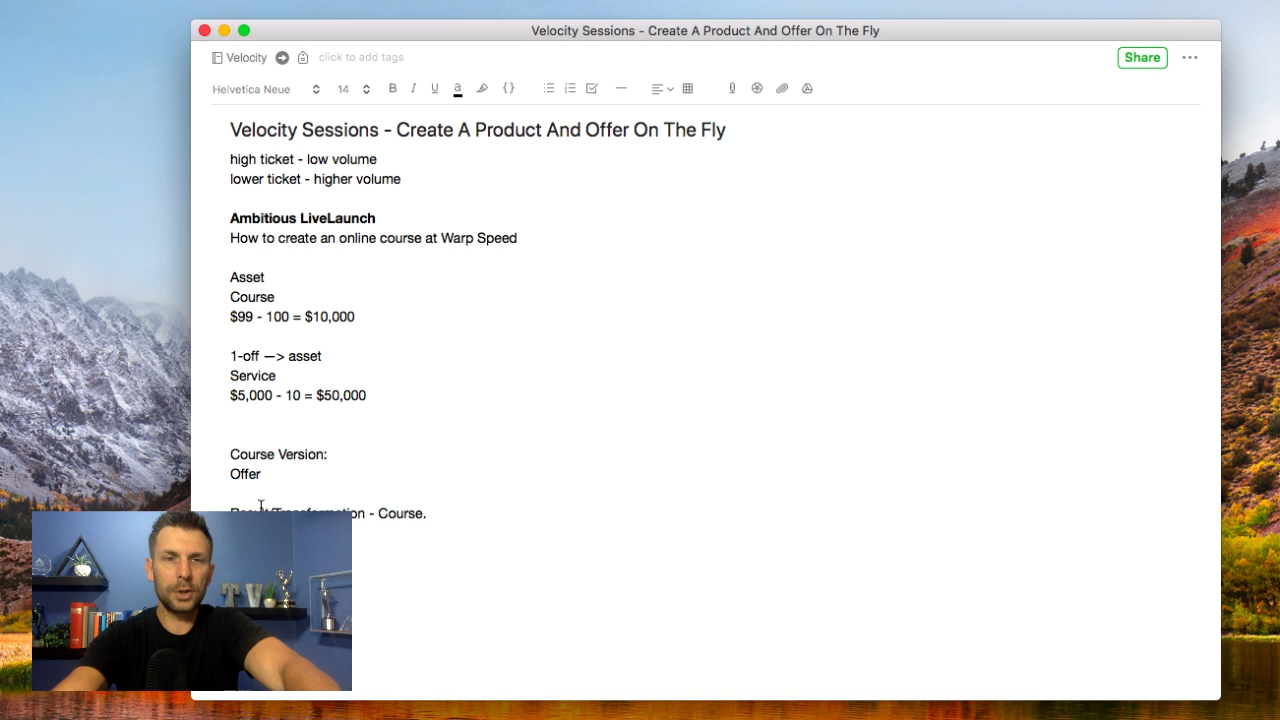 Velocity Sessions - Create A Product And Offer On The Fly
Velocity click to add tags Share
Helvetica Neue 14 B I U a {}
Velocity Sessions - Create A Product And Offer On The Fly
high ticket - low volume
lower ticket - higher volume
Ambitious LiveLaunch
How to create an online course at Warp Speed
Asset
Course
$99 - 100 = $10,000
1-off —> asset
Service
$5,000 - 10 = $50,000
Course Version:
Offer
- Course.
T V